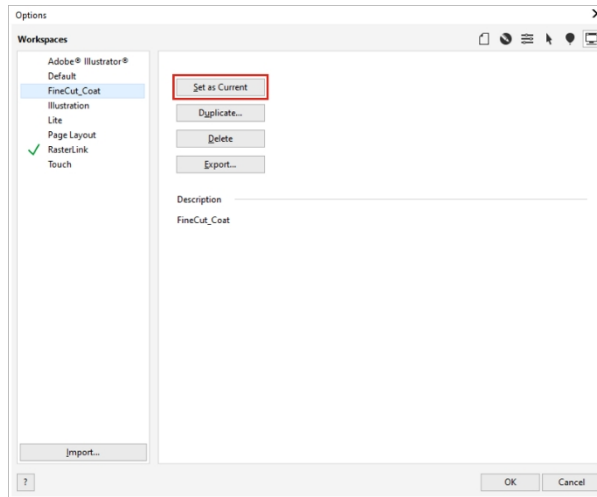 Options
Workspaces
Adobe® Illustrator®
Default
FineCut_Coat
Illustration
Lite
Page Layout
RasterLink
Touch
Import...
Set as Current
Duplicate...
Delete
Export...
Description
FineCut_Coat
?
OK
Cancel